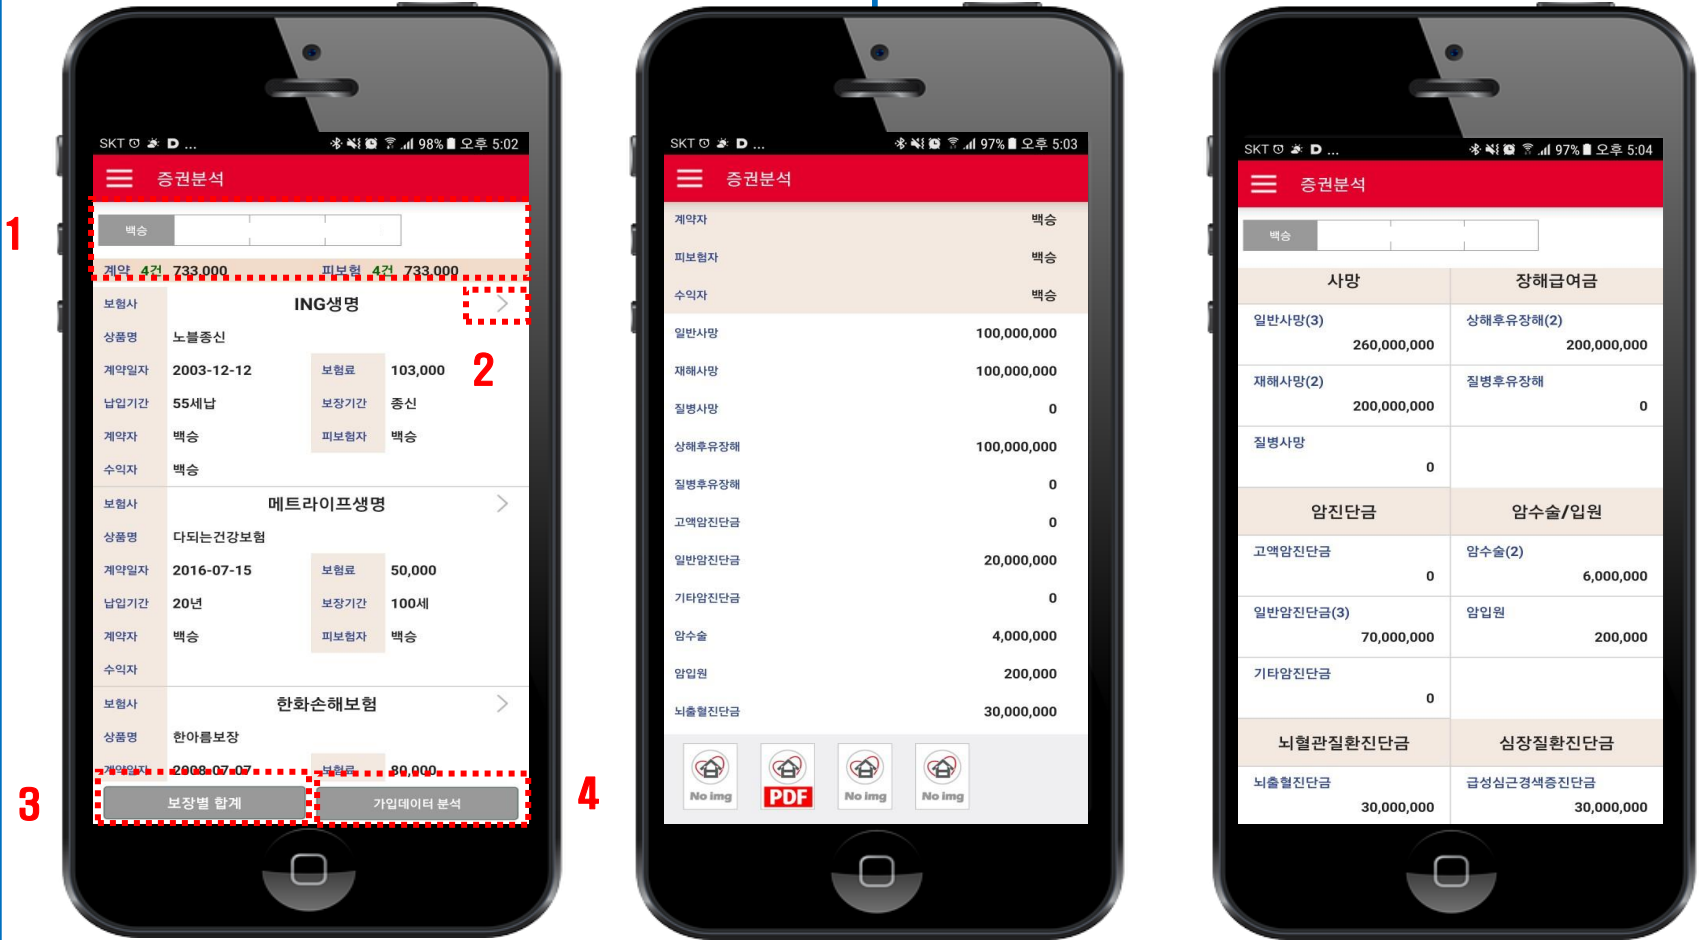 1
2
3
4
SKT D ... 98% 오후 5:02
증권분석
백승
계약 4건 733,000 피보험 4건 733,000
보험사 ING생명
상품명 노블종신
계약일자 2003-12-12 보험료 103,000
납입기간 55세납 보장기간 종신
계약자 백승 피보험자 백승
수익자 백승
보험사 메트라이프생명
상품명 다되는건강보험
계약일자 2016-07-15 보험료 50,000
납입기간 20년 보장기간 100세
계약자 백승 피보험자 백승
수익자
보험사 한화손해보험
상품명 한아름보장
계약일자 2008-07-07 보험료 80,000
보장별 합계 가입데이터 분석
SKT D ... 97% 오후 5:03
증권분석
계약자 백승
피보험자 백승
수익자 백승
일반사망 100,000,000
재해사망 100,000,000
질병사망 0
상해후유장해 100,000,000
질병후유장해 0
고액암진단금 0
일반암진단금 20,000,000
기타암진단금 0
암수술 4,000,000
암입원 200,000
뇌출혈진단금 30,000,000
No img PDF No img No img
SKT D ... 97% 오후 5:04
증권분석
백승
사망 장해급여금
일반사망(3) 상해후유장해(2)
260,000,000 200,000,000
재해사망(2) 질병후유장해
200,000,000 0
질병사망
0
암진단금 암수술/입원
고액암진단금 암수술(2)
0 6,000,000
일반암진단금(3) 암입원
70,000,000 200,000
기타암진단금
0
뇌혈관질환진단금 심장질환진단금
뇌출혈진단금 급성심근경색증진단금
30,000,000 30,000,000